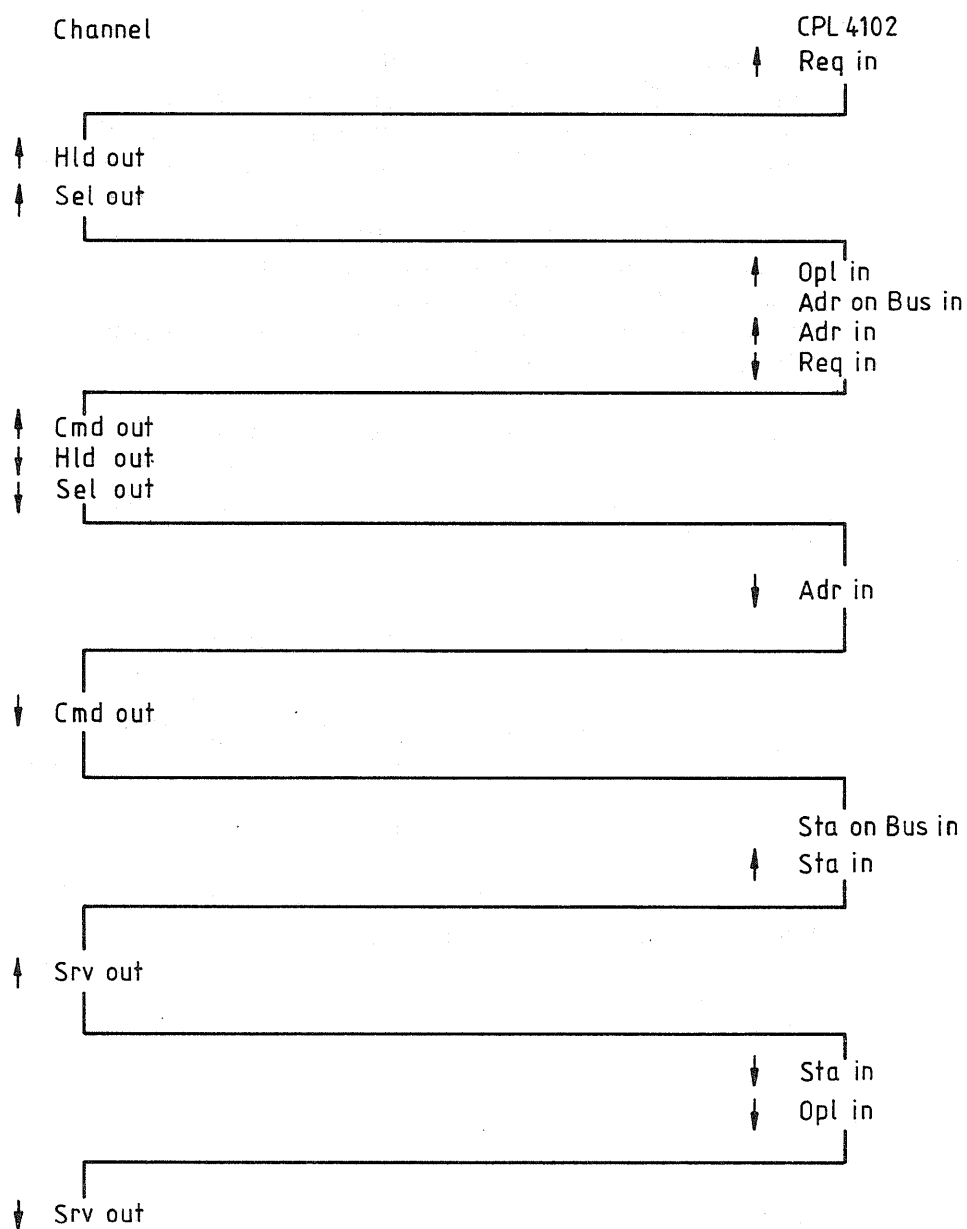 Channel
CPL 4102
Req in
Hld out
Sel out
Opl in
Adr on Bus in
Adr in
Req in
Cmd out
Hld out
Sel out
Adr in
Cmd out
Sta on Bus in
Sta in
Srv out
Sta in
Opl in
Srv out